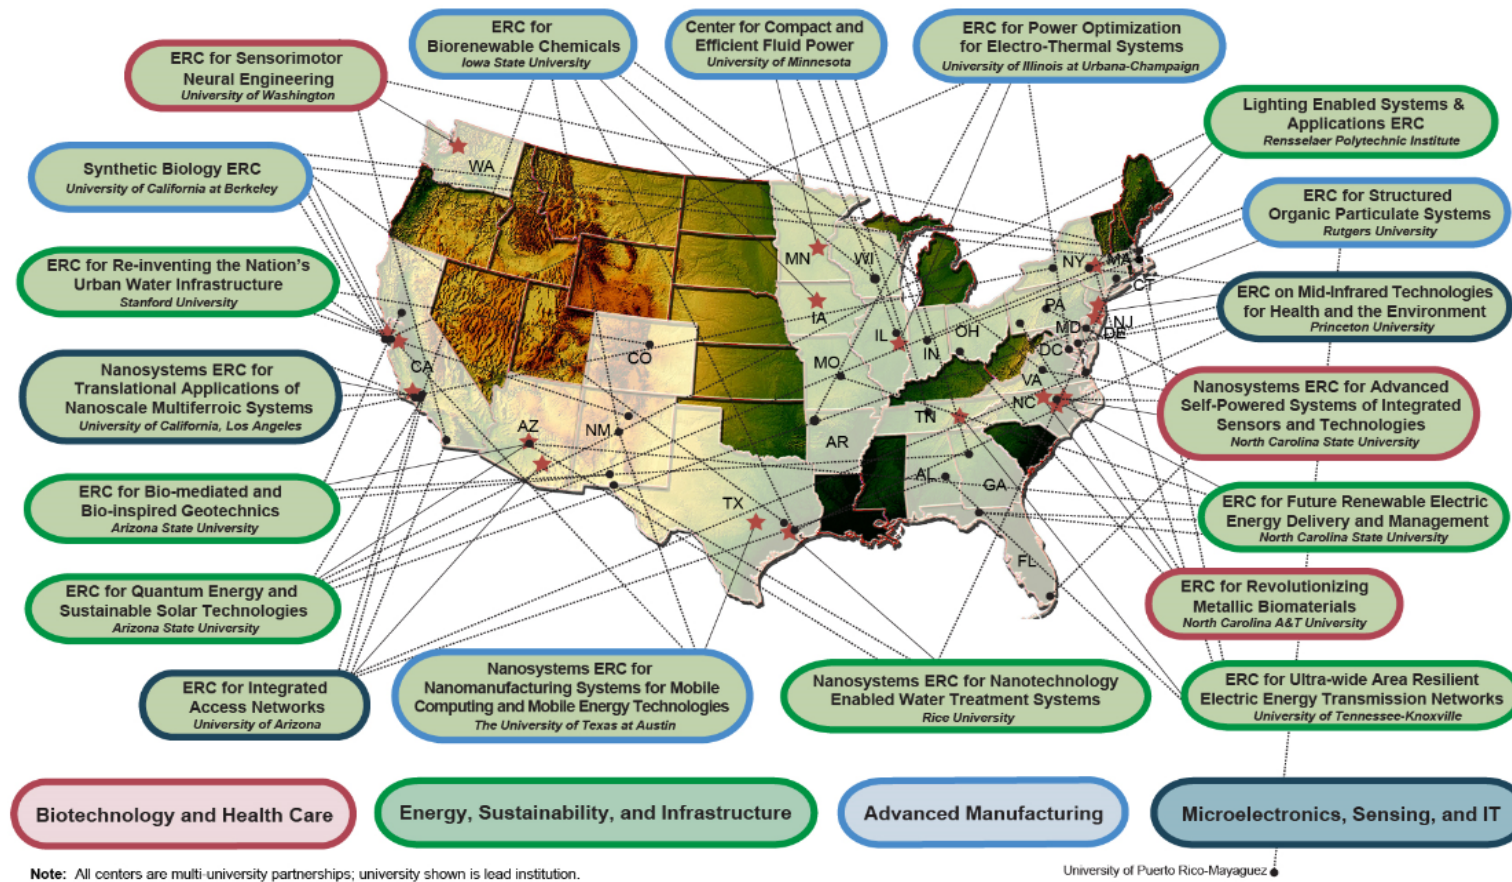 ERC for
Biorenewable Chemicals
Iowa State University
Center for Compact and
Efficient Fluid Power
University of Minnesota
ERC for Power Optimization
for Electro-Thermal Systems
University of Illinois at Urbana-Champaign
ERC for Sensorimotor
Neural Engineering
University of Washington
Lighting Enabled Systems &
Applications ERC
Rensselaer Polytechnic Institute
Synthetic Biology ERC
University of California at Berkeley
ERC for Structured
Organic Particulate Systems
Rutgers University
ERC for Re-inventing the Nation's
Urban Water Infrastructure
Stanford University
ERC on Mid-Infrared Technologies
for Health and the Environment
Princeton University
Nanosystems ERC for
Translational Applications of
Nanoscale Multiferroic Systems
University of California, Los Angeles
Nanosystems ERC for Advanced
Self-Powered Systems of Integrated
Sensors and Technologies
North Carolina State University
ERC for Bio-mediated and
Bio-inspired Geotechnics
Arizona State University
ERC for Future Renewable Electric
Energy Delivery and Management
North Carolina State University
ERC for Quantum Energy and
Sustainable Solar Technologies
Arizona State University
ERC for Revolutionizing
Metallic Biomaterials
North Carolina A&T University
ERC for Integrated
Access Networks
University of Arizona
Nanosystems ERC for
Nanomanufacturing Systems for Mobile
Computing and Mobile Energy Technologies
The University of Texas at Austin
Nanosystems ERC for Nanotechnology
Enabled Water Treatment Systems
Rice University
ERC for Ultra-wide Area Resilient
Electric Energy Transmission Networks
University of Tennessee-Knoxville
WA
MN
WI
NY
MA
CT
IA
PA
NJ
MD
DE
OH
IL
IN
DC
CO
CA
MO
VA
NC
TN
AZ
NM
AR
AL
GA
TX
FL
Biotechnology and Health Care
Energy, Sustainability, and Infrastructure
Advanced Manufacturing
Microelectronics, Sensing, and IT
Note: All centers are multi-university partnerships; university shown is lead institution.
University of Puerto Rico-Mayaguez